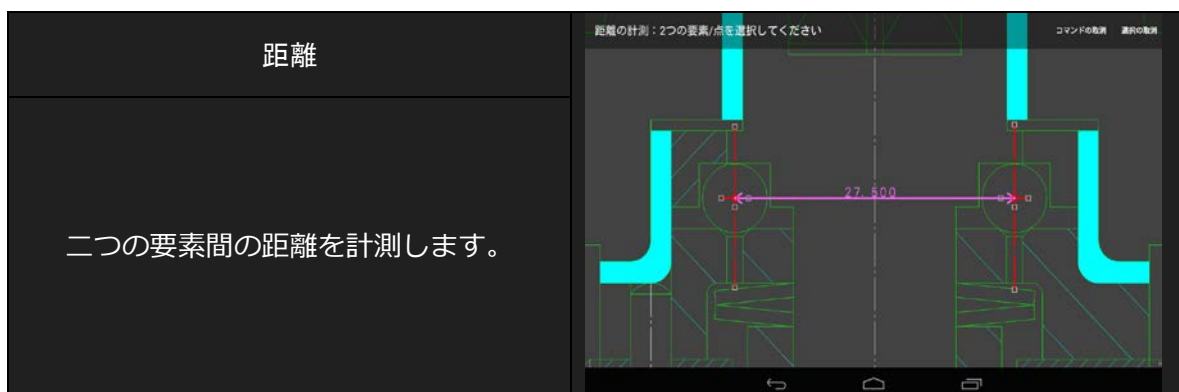 距離
二つの要素間の距離を計測します。
距離の計測：2つの要素/点を選択してください
コマンドの取消 選択の取消
27.500